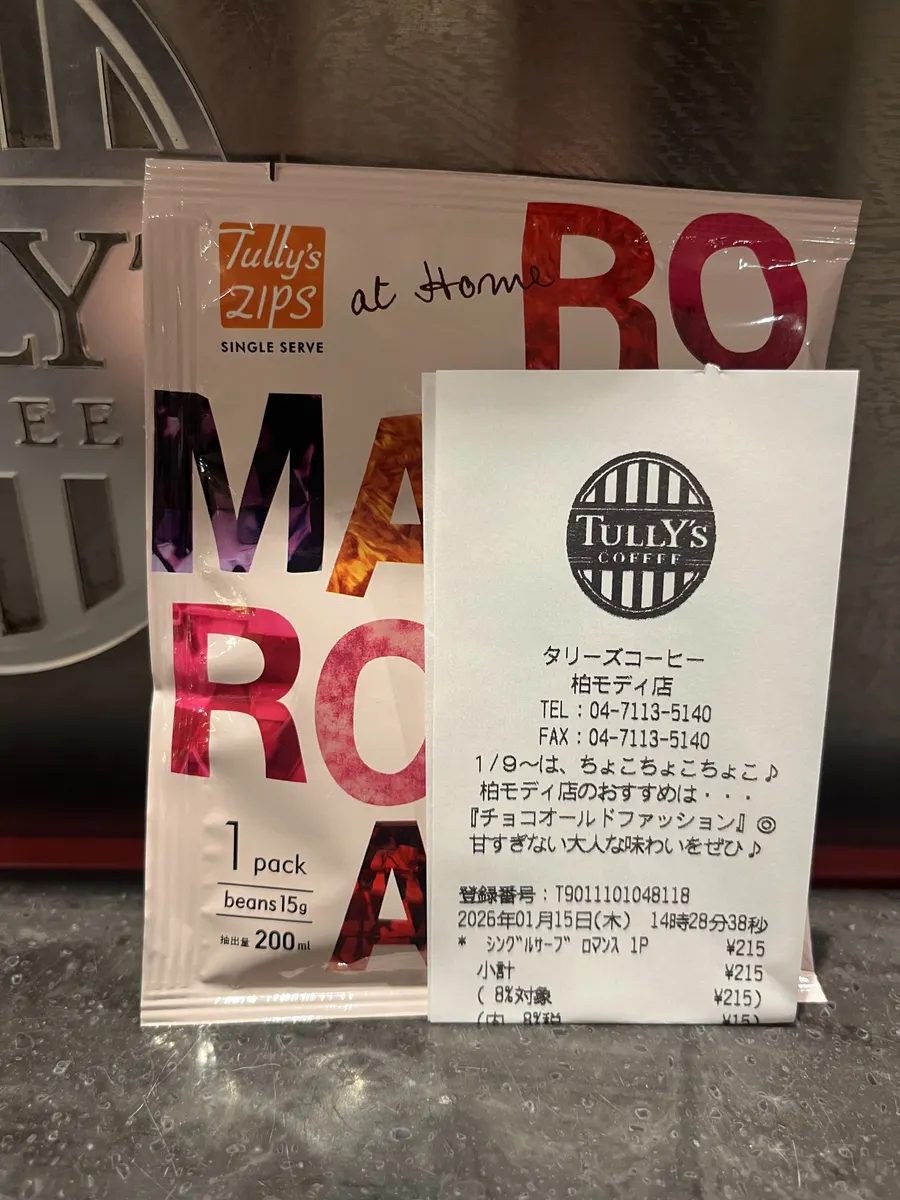 LY'
EE
Tully's
ZIPS
SINGLE SERVE
at Home
RO
MA
RO
A
1 pack
beans 15g
抽出量 200ml
TULLY'S
COFFEE
タリーズコーヒー
柏モディ店
TEL：04-7113-5140
FAX：04-7113-5140
1/9～は、ちょこちょこちょこ♪
柏モディ店のおすすめは・・・
『チョコオールドファッション』◎
甘すぎない大人な味わいをぜひ♪
登録番号：T9011101048118
2026年01月15日(木) 14時28分38秒
* ｼﾝｸﾞﾙｻｰﾌﾞ ﾛﾏﾝｽ 1P ¥215
小計 ¥215
( 8%対象 ¥215)
(内 8%税 ¥15)